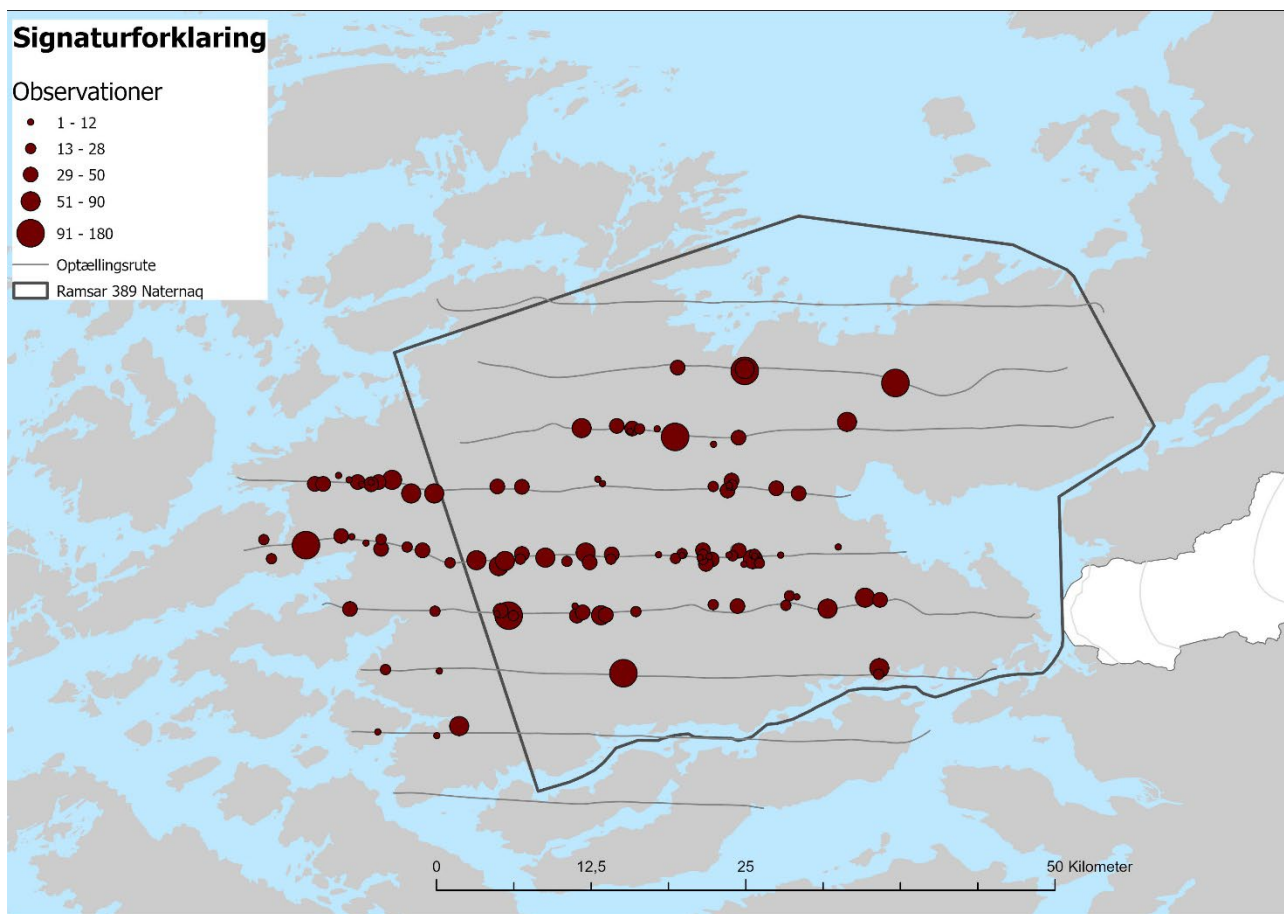 Signaturforklaring
Observationer
1 - 12
13 - 28
29 - 50
51 - 90
91 - 180
Optællingsrute
Ramsar 389 Naternaq
0 12,5 25 50 Kilometer